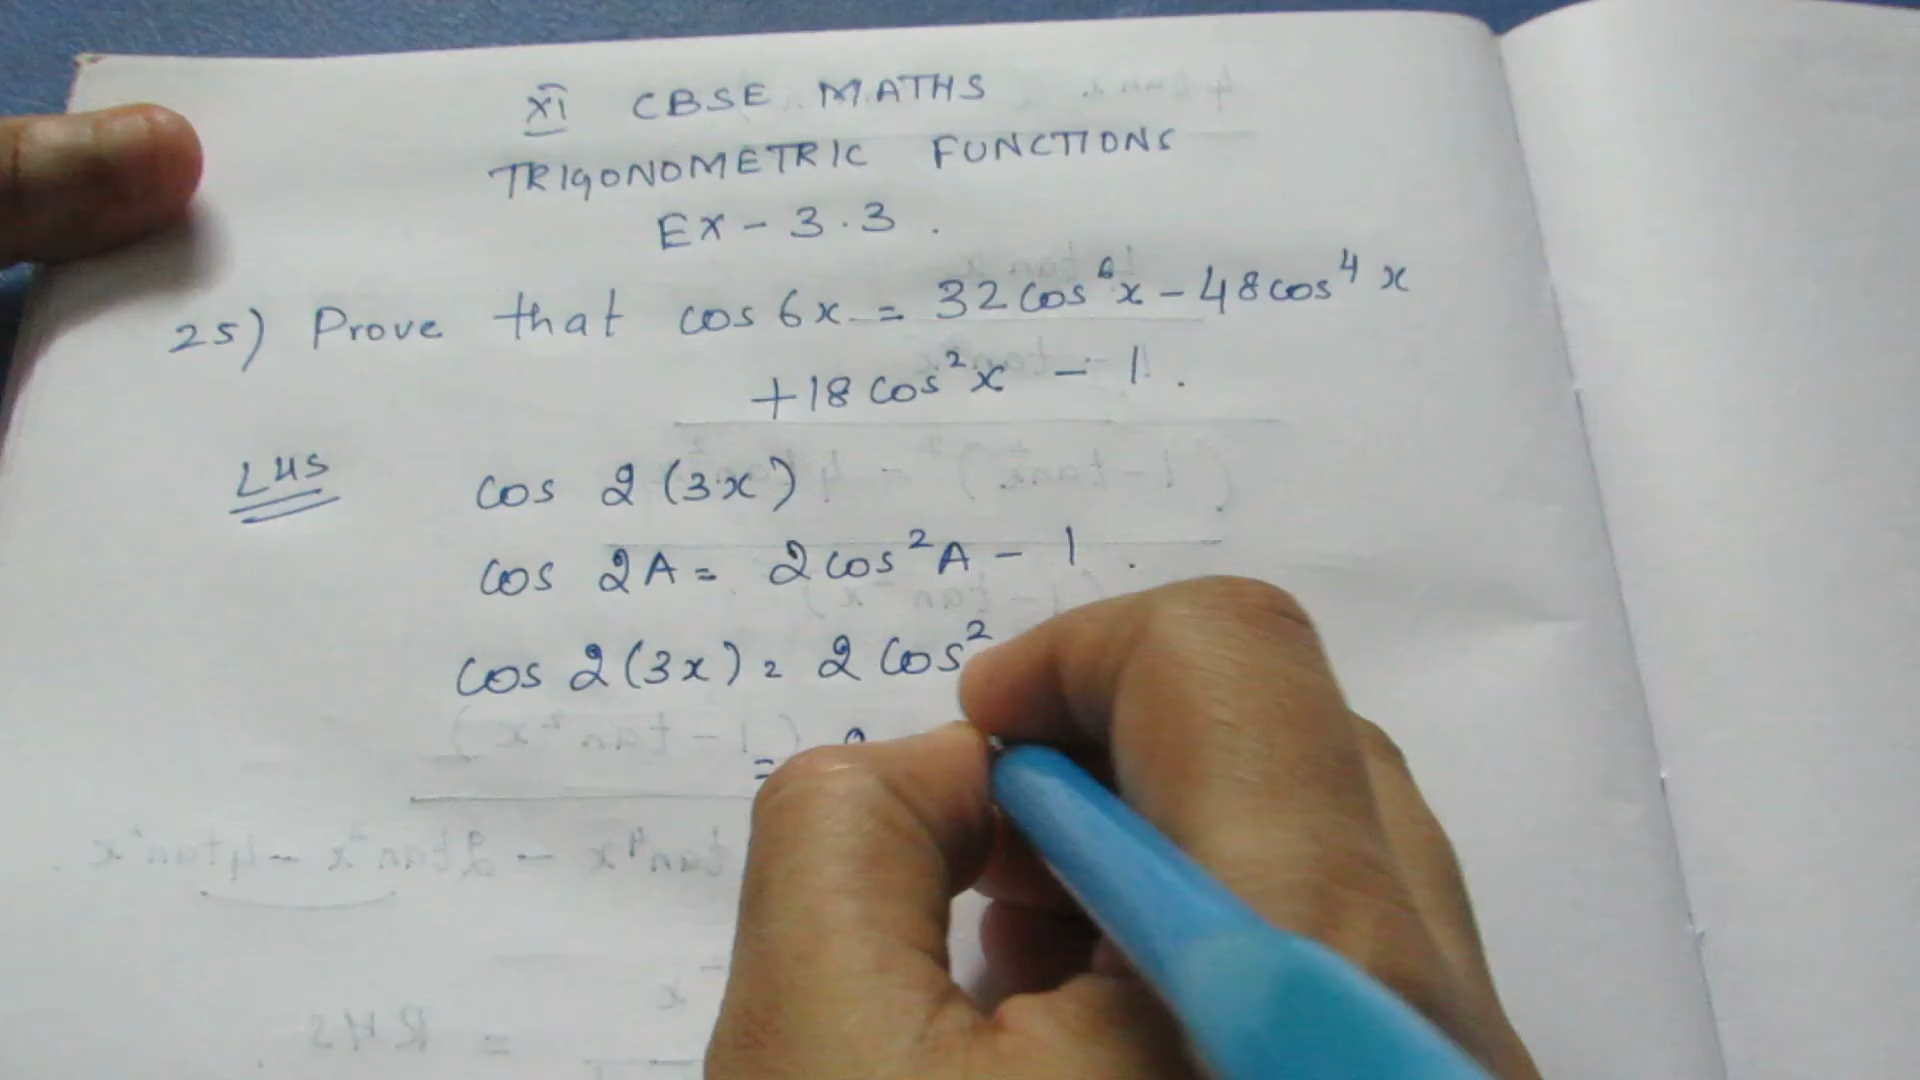 XI CBSE MATHS
TRIGONOMETRIC FUNCTIONS
EX - 3.3.
25) Prove that cos 6x = 32 cos⁶x - 48 cos⁴ x
+18 cos²x - 1.
LHS
cos 2 (3x)
cos 2A = 2 cos²A - 1.
cos 2(3x) = 2 cos²
=